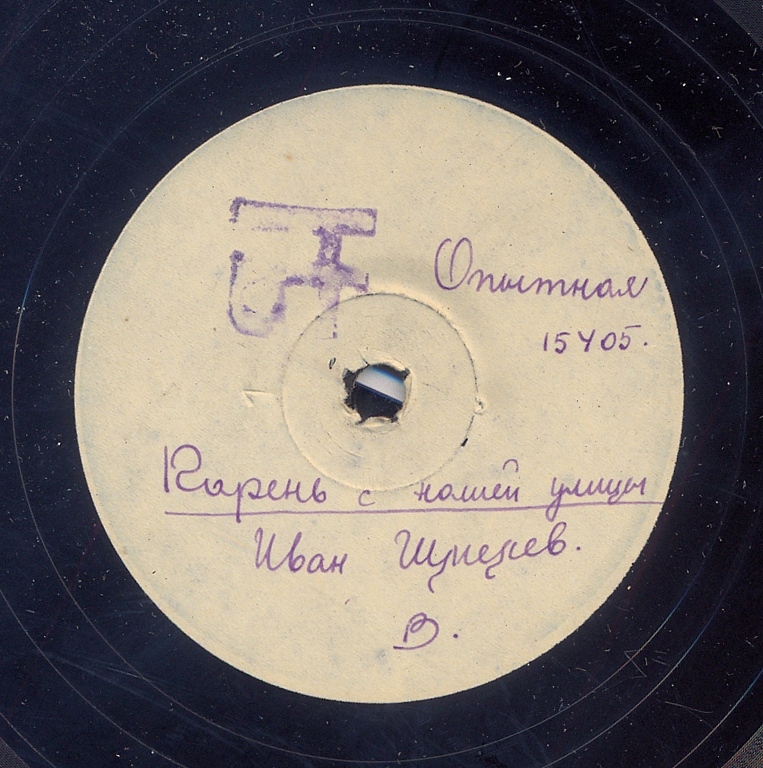 Опытная
15405.
Парень с нашей улицы
Иван Шмелев.
В.